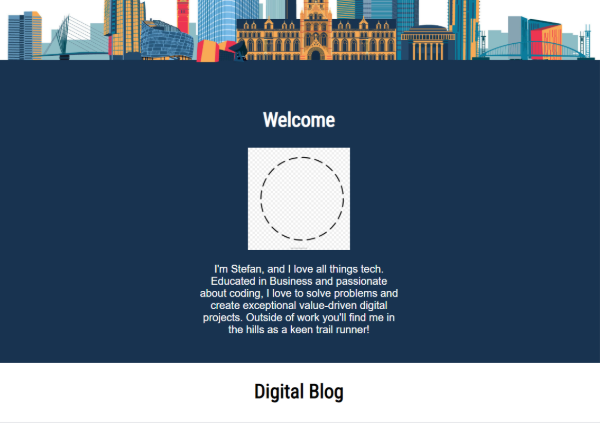 Welcome
I'm Stefan, and I love all things tech.
Educated in Business and passionate
about coding, I love to solve problems and
create exceptional value-driven digital
projects. Outside of work you'll find me in
the hills as a keen trail runner!
Digital Blog